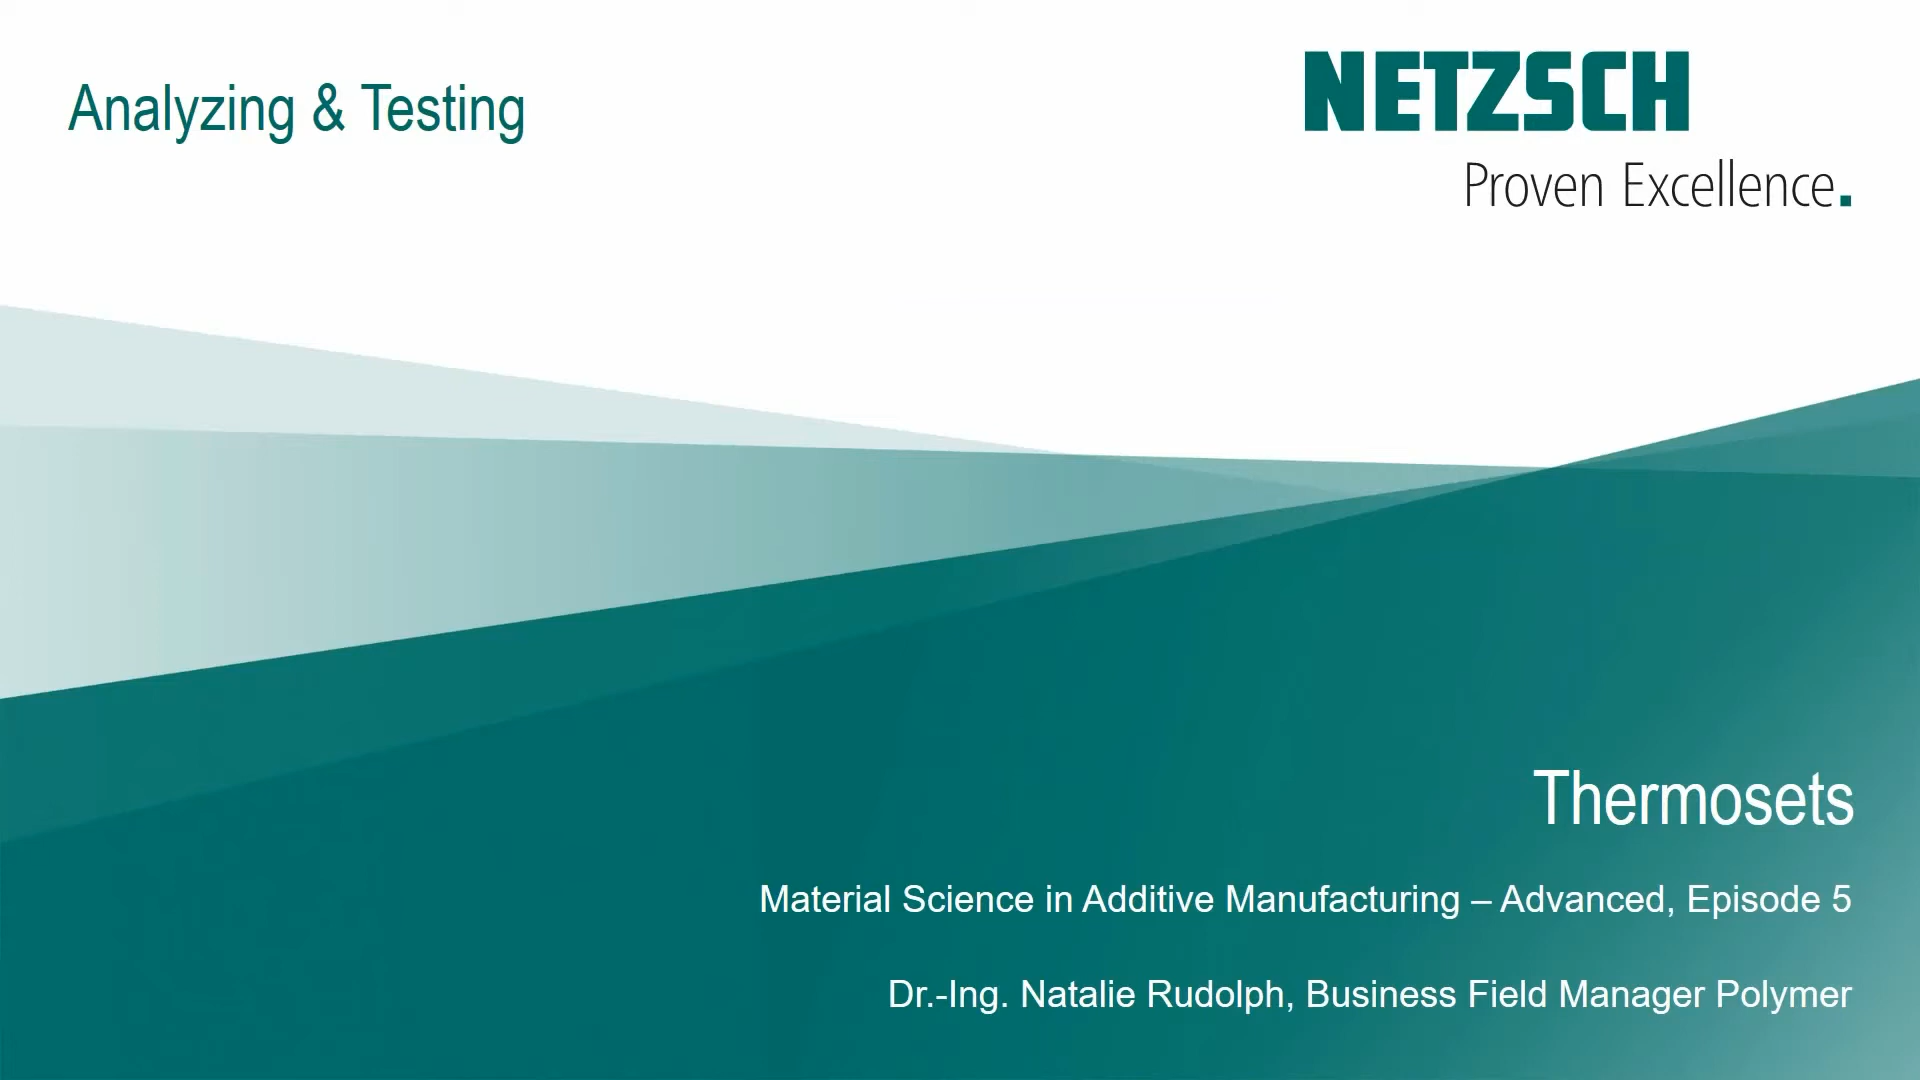 Analyzing & Testing
NETZSCH
Proven Excellence.
Thermosets
Material Science in Additive Manufacturing – Advanced, Episode 5
Dr.-Ing. Natalie Rudolph, Business Field Manager Polymer